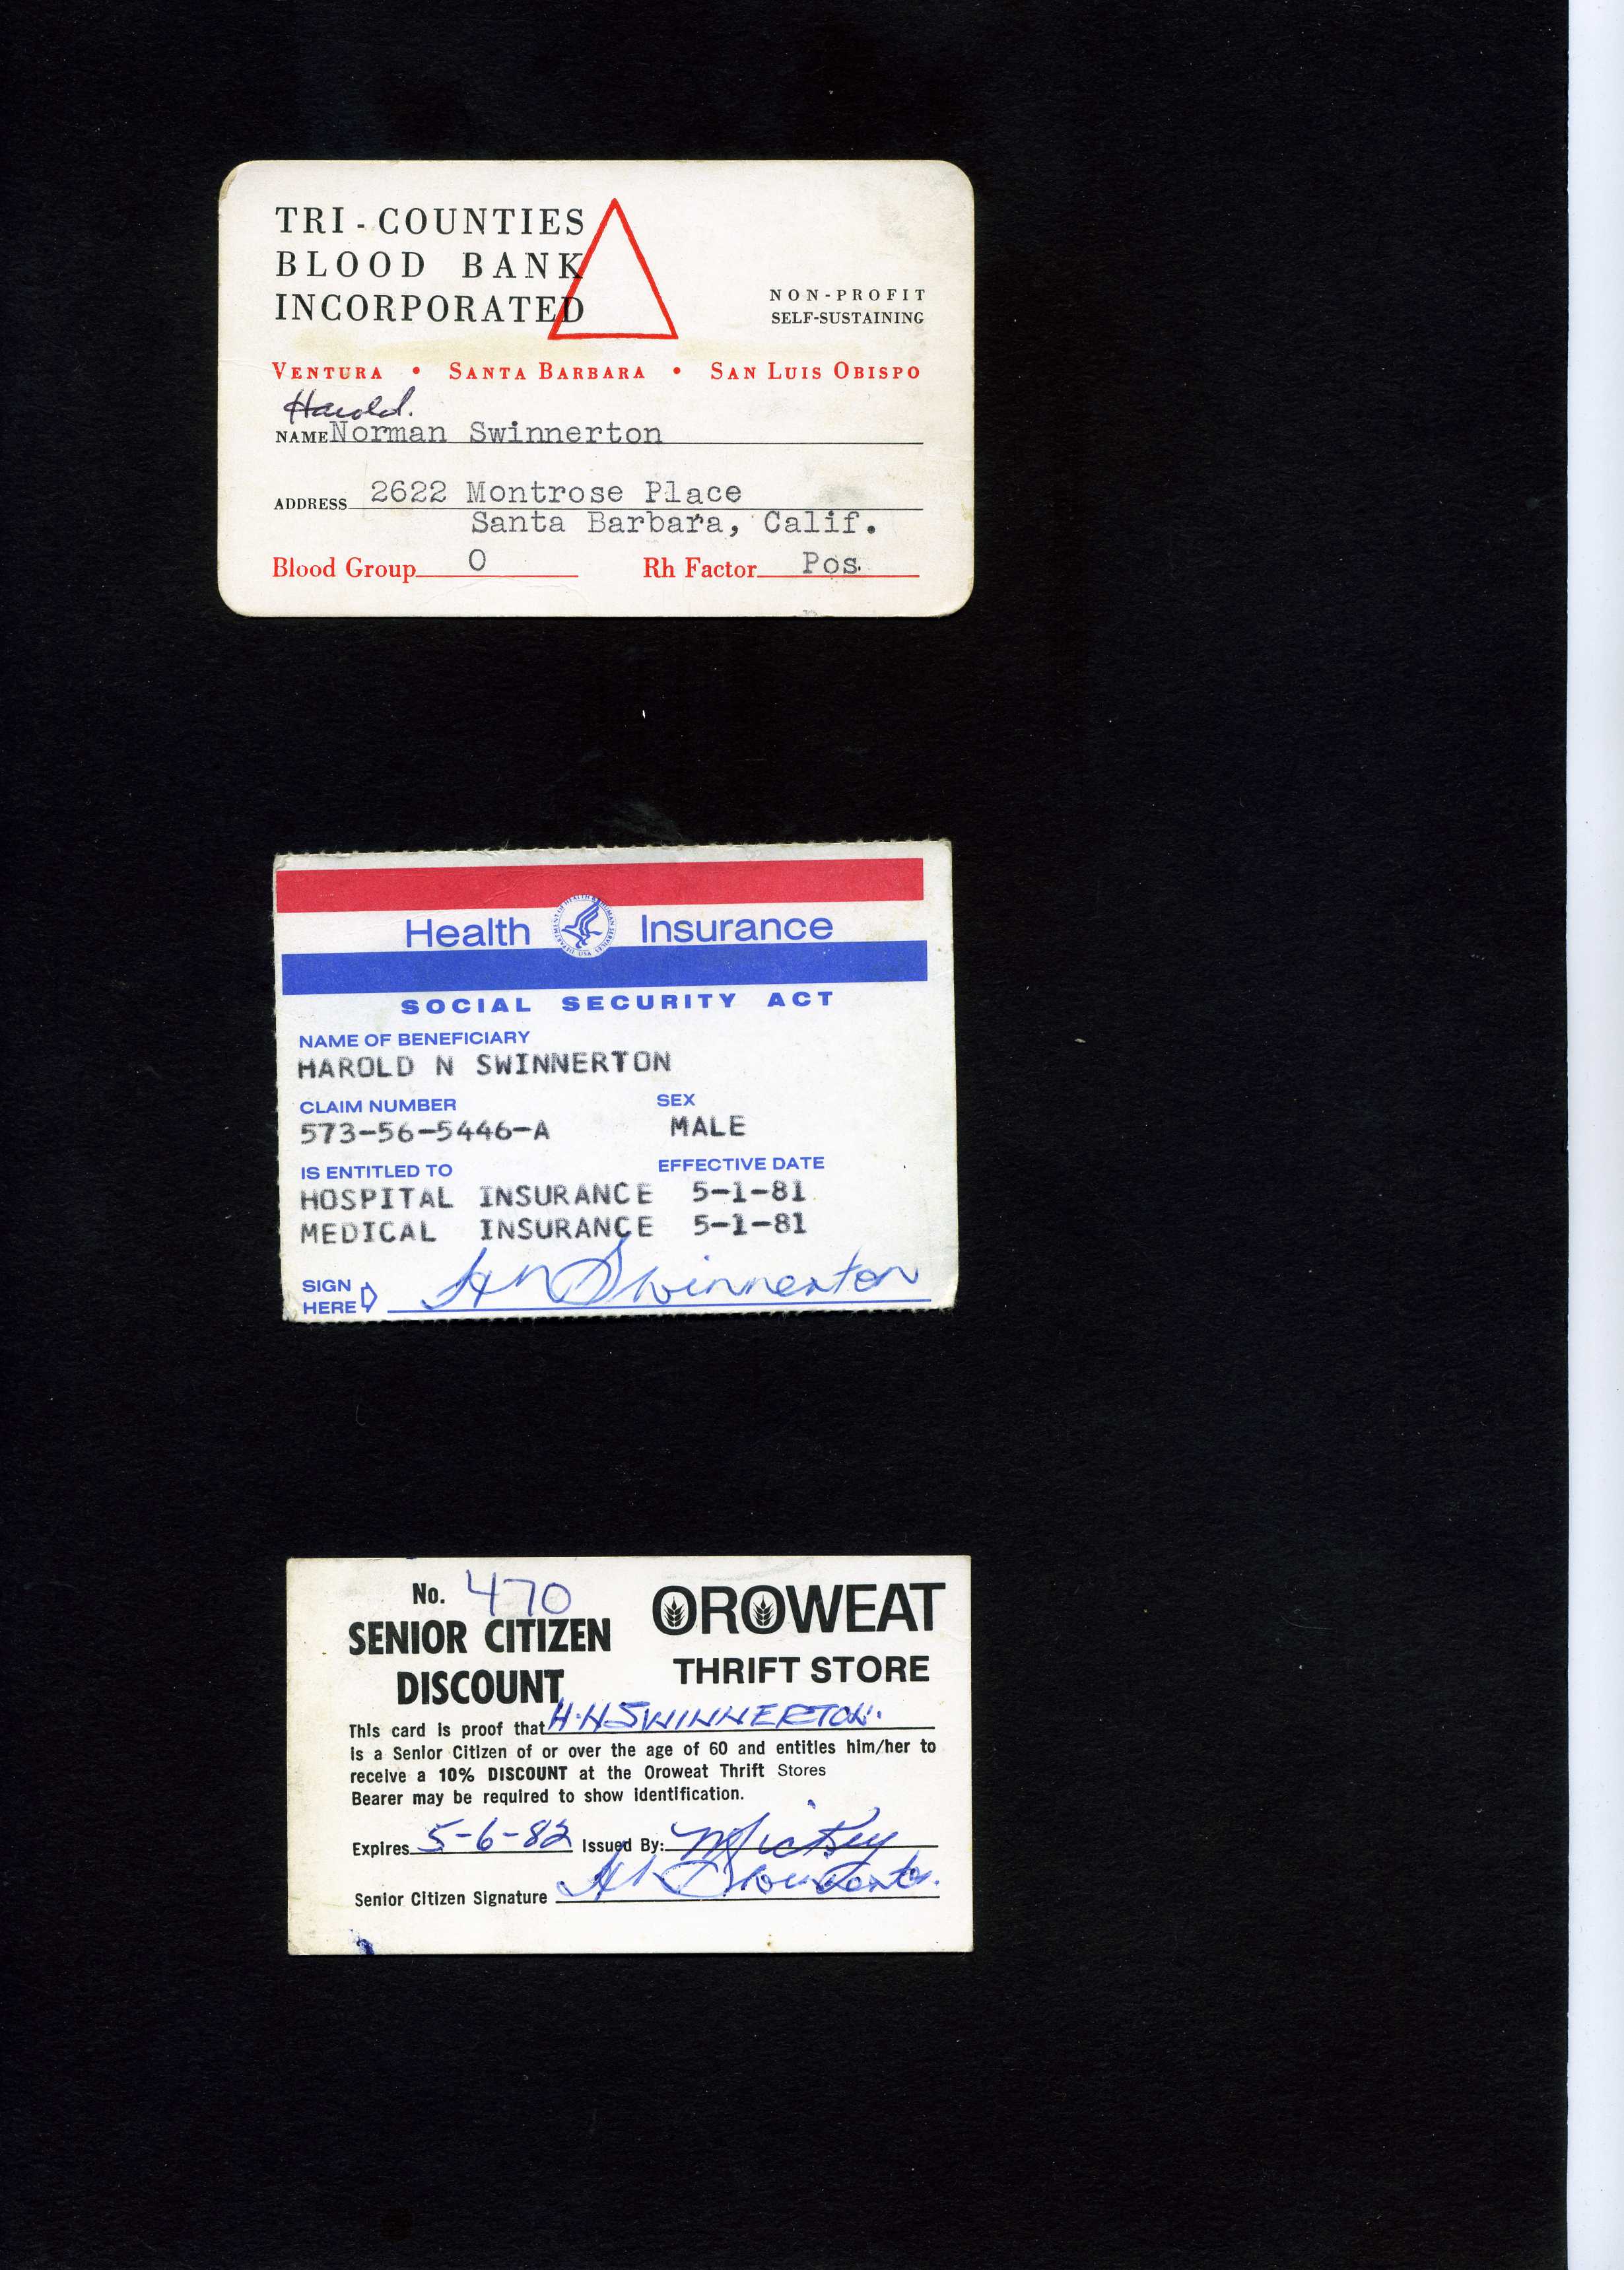 TRI-COUNTIES
BLOOD BANK
INCORPORATED
NON-PROFIT
SELF-SUSTAINING
VENTURA • SANTA BARBARA • SAN LUIS OBISPO
Harold.
NAME Norman Swinnerton
ADDRESS 2622 Montrose Place
Santa Barbara, Calif.
Blood Group O Rh Factor Pos.
Health Insurance
SOCIAL SECURITY ACT
NAME OF BENEFICIARY
HAROLD N SWINNERTON
CLAIM NUMBER SEX
573-56-5446-A MALE
IS ENTITLED TO EFFECTIVE DATE
HOSPITAL INSURANCE 5-1-81
MEDICAL INSURANCE 5-1-81
SIGN HERE H N Swinnerton
No. 470
SENIOR CITIZEN
DISCOUNT
OROWEAT
THRIFT STORE
This card is proof that H.N SWINNERTON.
is a Senior Citizen of or over the age of 60 and entitles him/her to
receive a 10% DISCOUNT at the Oroweat Thrift Stores
Bearer may be required to show identification.
Expires 5-6-82 Issued By: Mickey
Senior Citizen Signature H N Swinnerton.